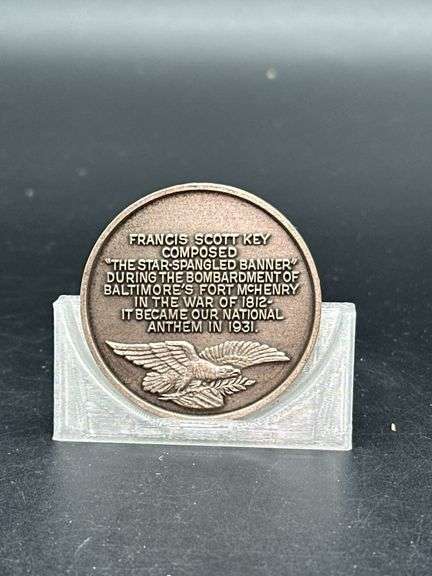 FRANCIS SCOTT KEY
COMPOSED
"THE STAR-SPANGLED BANNER"
DURING THE BOMBARDMENT OF
BALTIMORE'S FORT McHENRY
IN THE WAR OF 1812-
IT BECAME OUR NATIONAL
ANTHEM IN 1931.